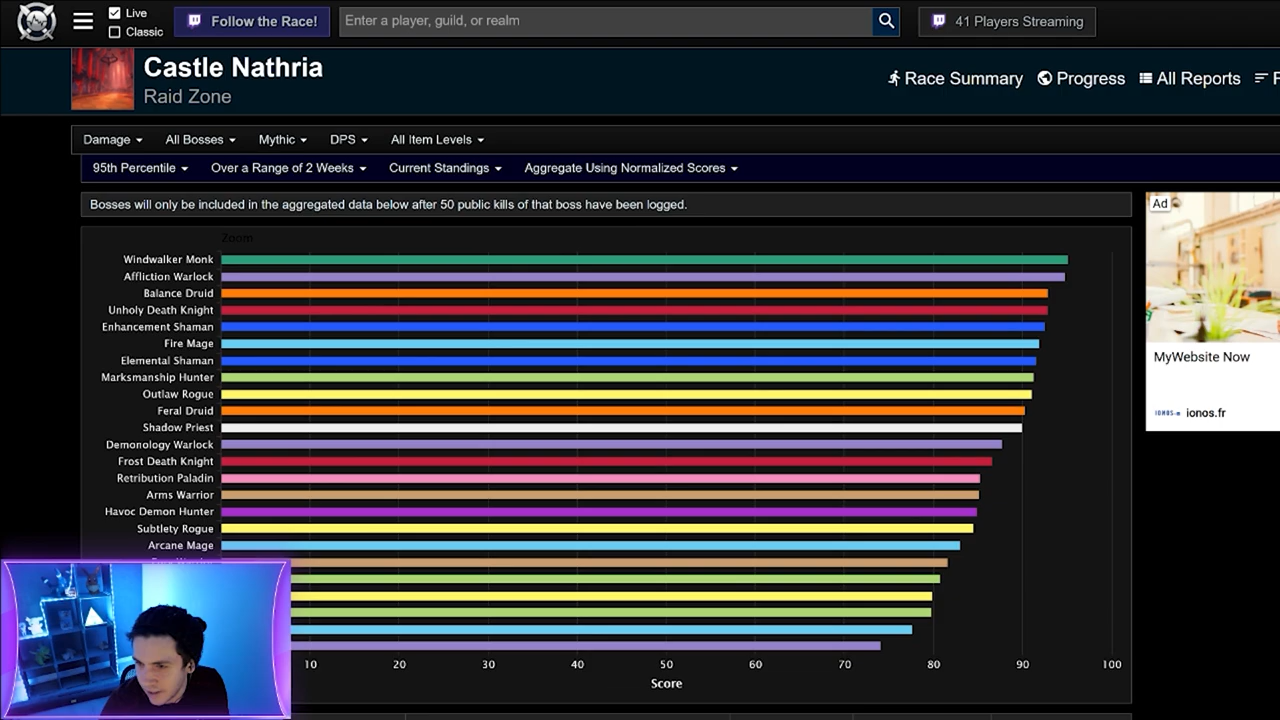 Live
Classic
Follow the Race!
Enter a player, guild, or realm
41 Players Streaming
Castle Nathria
Raid Zone
Race Summary Progress All Reports
Damage All Bosses Mythic DPS All Item Levels
95th Percentile Over a Range of 2 Weeks Current Standings Aggregate Using Normalized Scores
Bosses will only be included in the aggregated data below after 50 public kills of that boss have been logged.
Ad
Zoom
Windwalker Monk
Affliction Warlock
Balance Druid
Unholy Death Knight
Enhancement Shaman
Fire Mage
Elemental Shaman
Marksmanship Hunter
Outlaw Rogue
Feral Druid
Shadow Priest
Demonology Warlock
Frost Death Knight
Retribution Paladin
Arms Warrior
Havoc Demon Hunter
Subtlety Rogue
Arcane Mage
10 20 30 40 50 60 70 80 90 100
Score
MyWebsite Now
IONOS ionos.fr